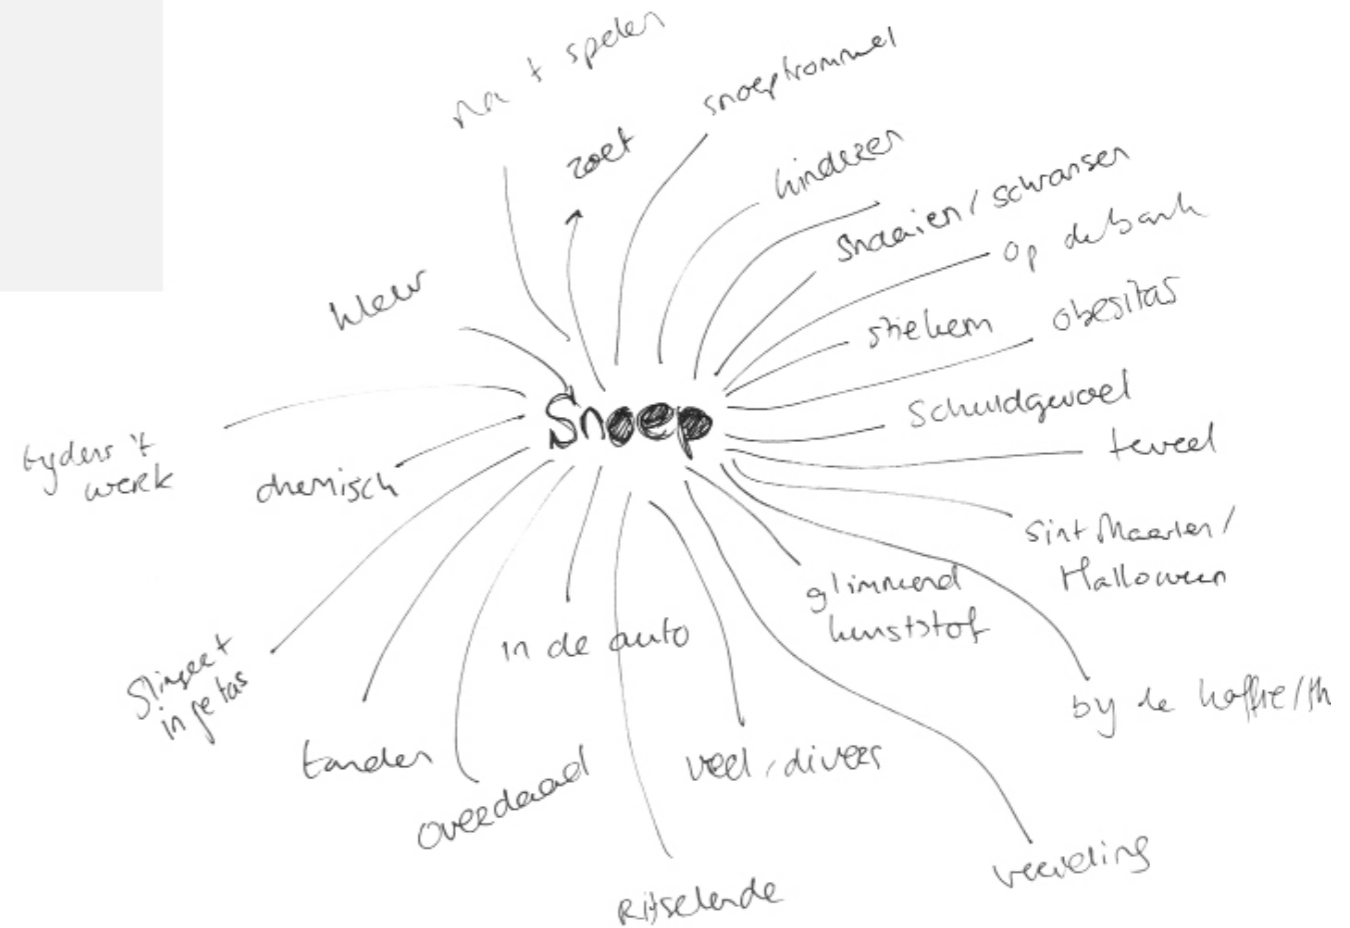 na 't spelen
zoet
snoeptrommel
kinderen
snaaien / schransen
op de bank
stiekem
obesitas
Schuldgevoel
teveel
Sint Maarten /
Halloween
bij de koffie / th
glimmend
kunststof
verveling
veel, divers
Ritselende
in de auto
overdaad
tanden
Slingert
in je tas
chemisch
tijdens 't
werk
kleur
Snoep